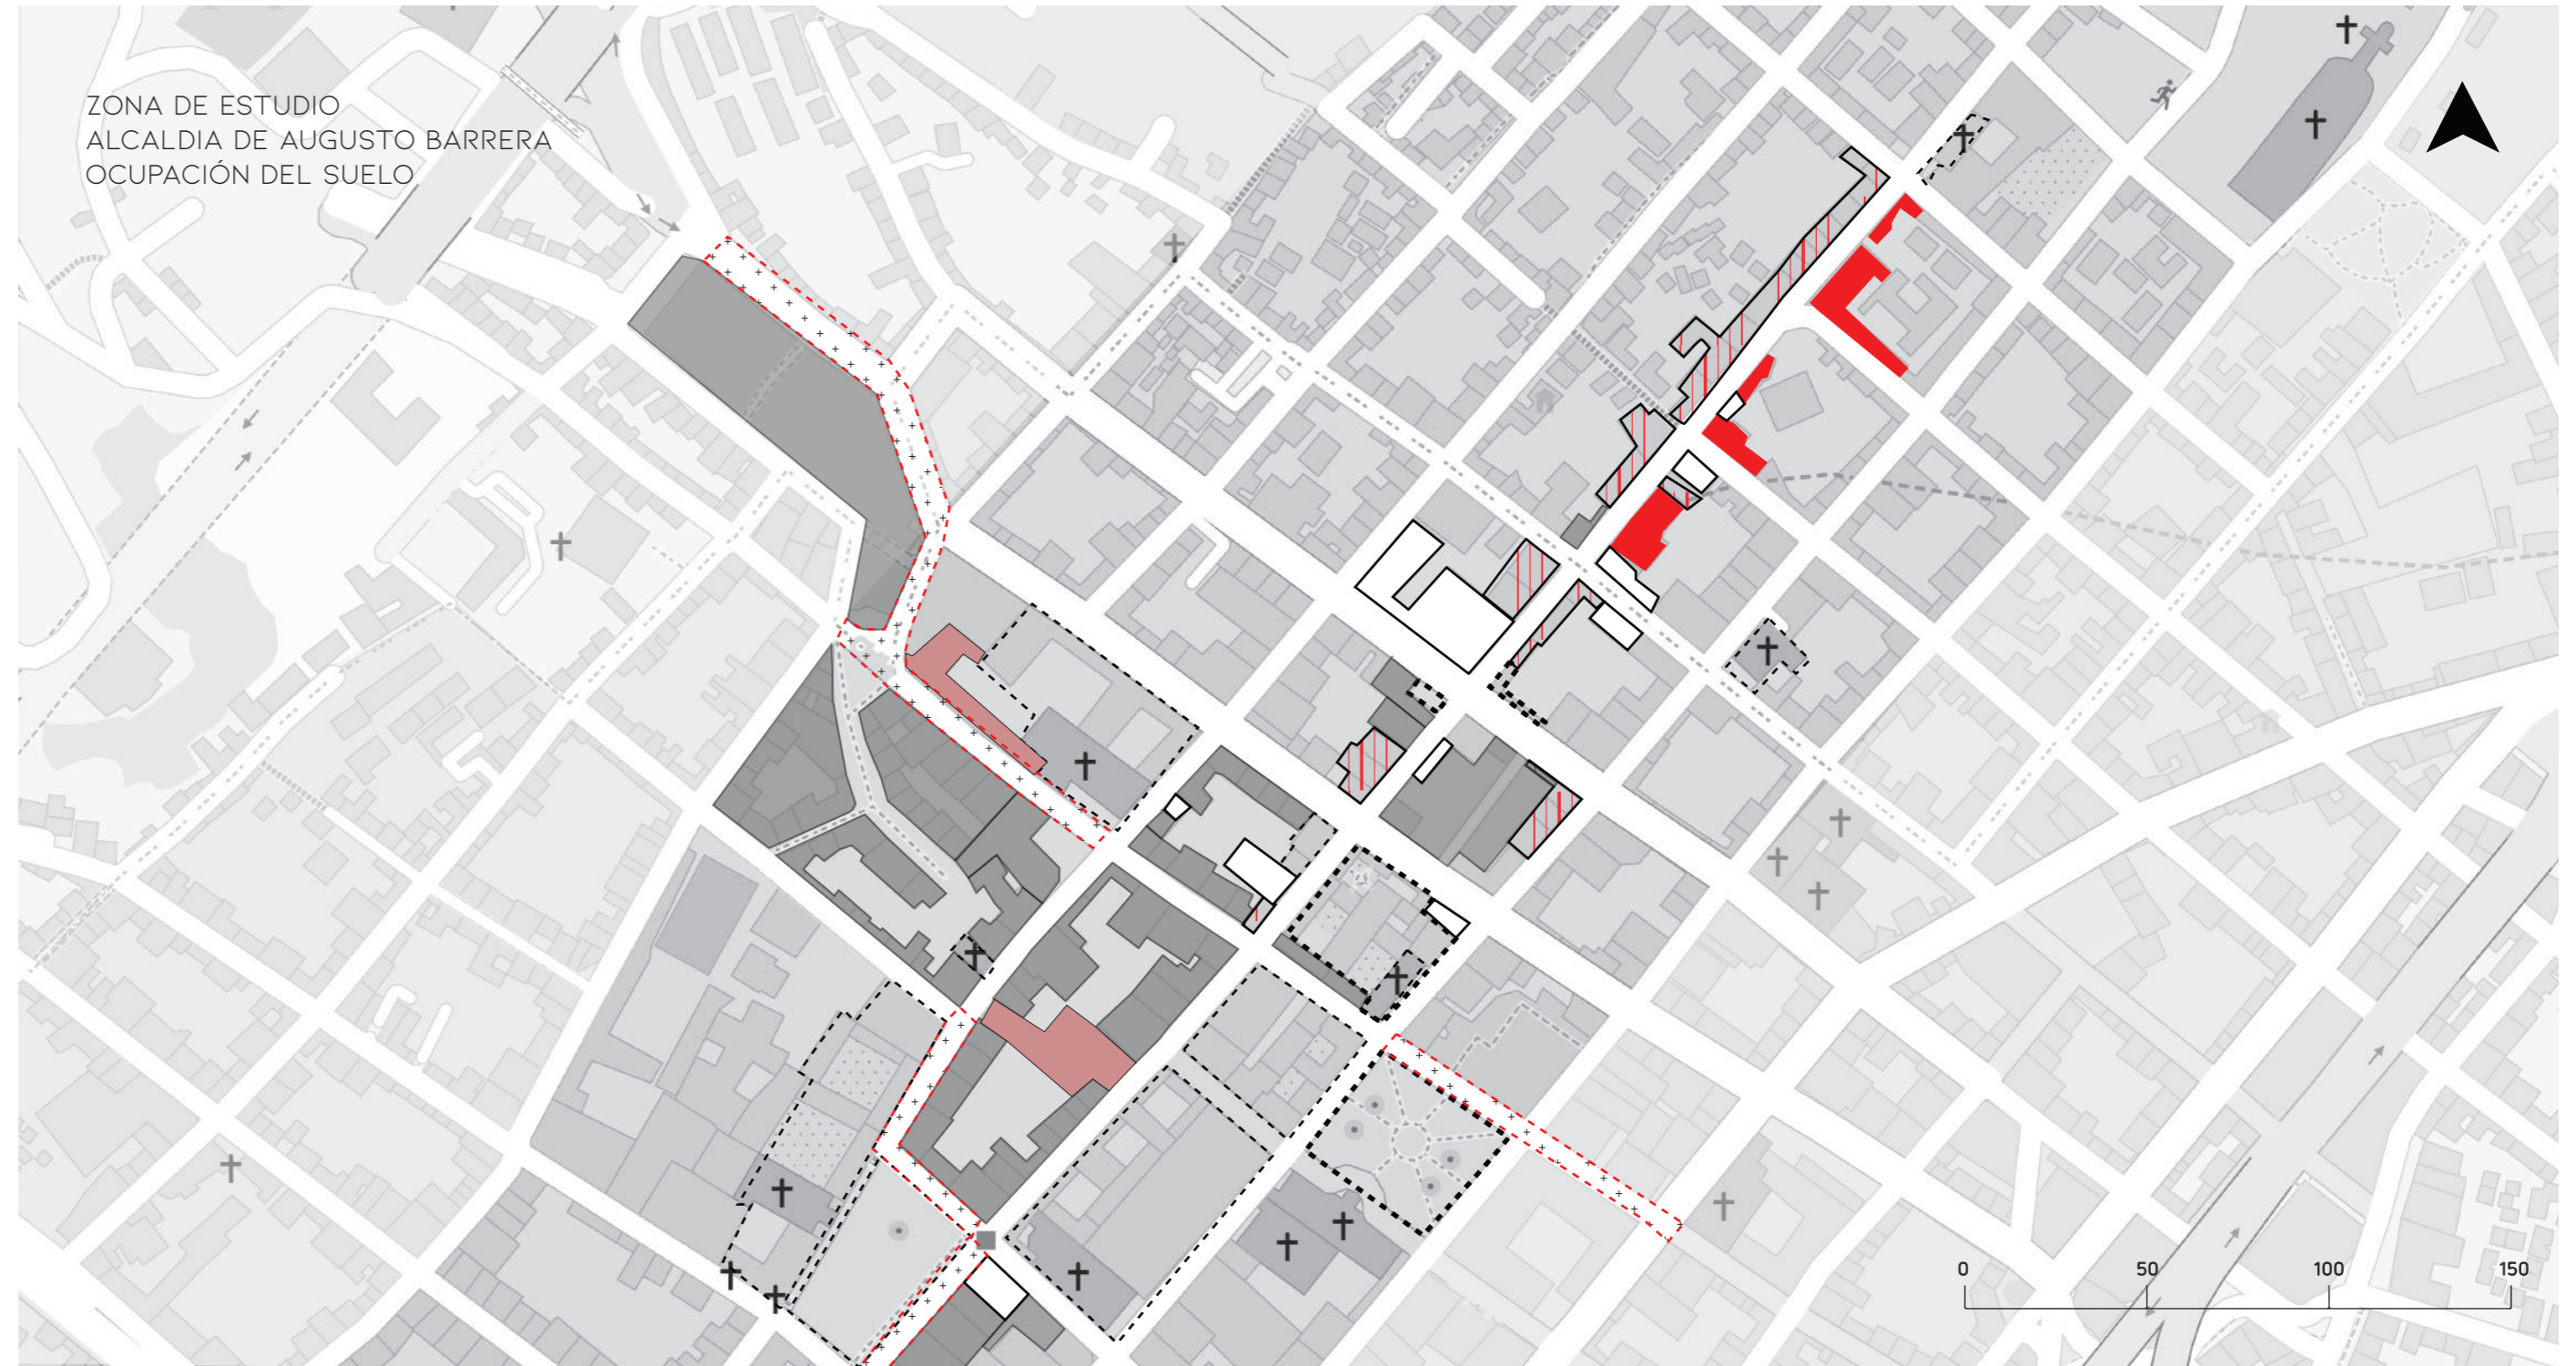 ZONA DE ESTUDIO
ALCALDIA DE AUGUSTO BARRERA
OCUPACIÓN DEL SUELO
0 50 100 150